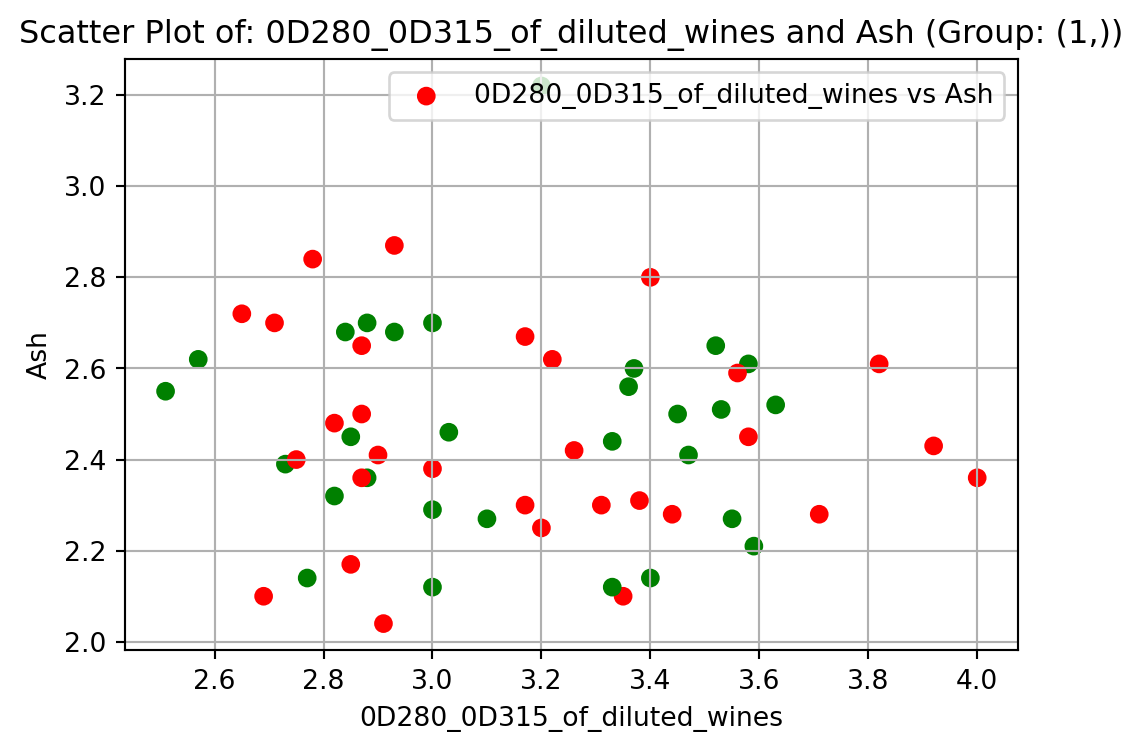 Scatter Plot of: 0D280_0D315_of_diluted_wines and Ash (Group: (1,))
0D280_0D315_of_diluted_wines vs Ash
3.2
3.0
2.8
2.6
2.4
2.2
2.0
Ash
2.6 2.8 3.0 3.2 3.4 3.6 3.8 4.0
0D280_0D315_of_diluted_wines